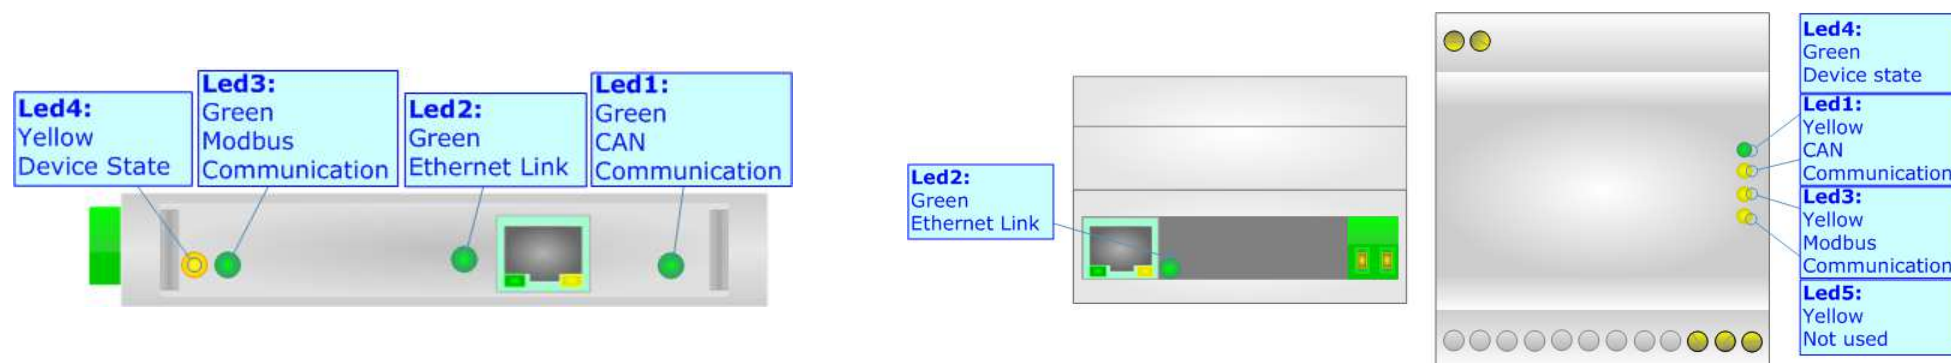 Led4:
Yellow
Device State
Led3:
Green
Modbus
Communication
Led2:
Green
Ethernet Link
Led1:
Green
CAN
Communication
Led2:
Green
Ethernet Link
Led4:
Green
Device state
Led1:
Yellow
CAN
Communication
Led3:
Yellow
Modbus
Communication
Led5:
Yellow
Not used